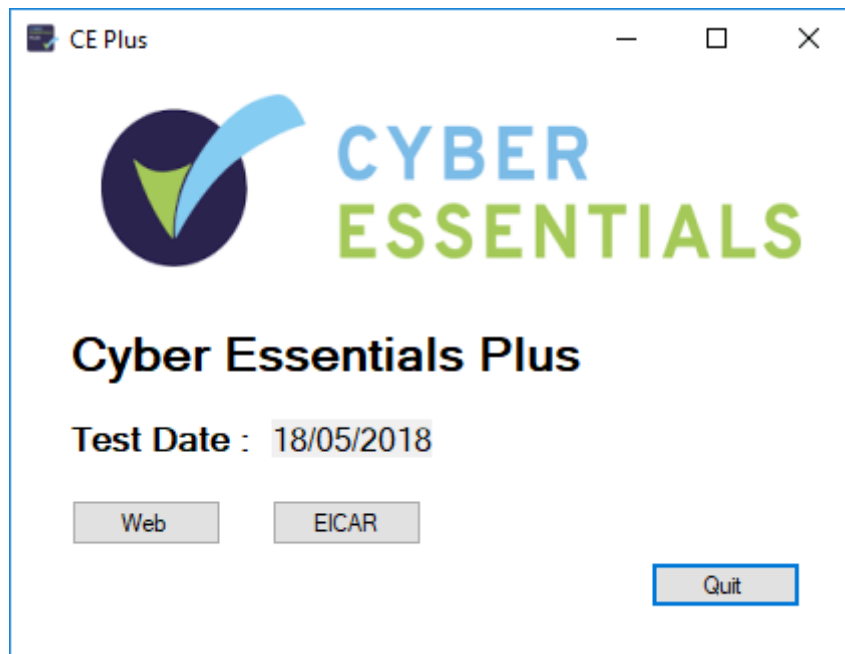 CE Plus
CYBER
ESSENTIALS
Cyber Essentials Plus
Test Date : 18/05/2018
Web EICAR
Quit